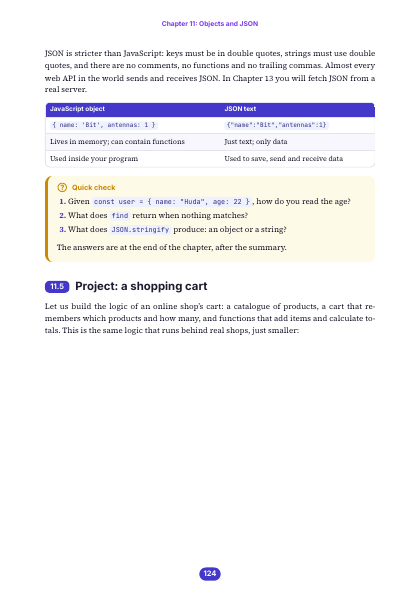 Chapter 11: Objects and JSON
JSON is stricter than JavaScript: keys must be in double quotes, strings must use double
quotes, and there are no comments, no functions and no trailing commas. Almost every
web API in the world sends and receives JSON. In Chapter 13 you will fetch JSON from a
real server.
JavaScript object JSON text
{ name: 'Bit', antennas: 1 } {"name":"Bit","antennas":1}
Lives in memory; can contain functions Just text; only data
Used inside your program Used to save, send and receive data
Quick check
1. Given const user = { name: "Huda", age: 22 } , how do you read the age?
2. What does find return when nothing matches?
3. What does JSON.stringify produce: an object or a string?
The answers are at the end of the chapter, after the summary.
11.5 Project: a shopping cart
Let us build the logic of an online shop's cart: a catalogue of products, a cart that re-
members which products and how many, and functions that add items and calculate to-
tals. This is the same logic that runs behind real shops, just smaller:
124